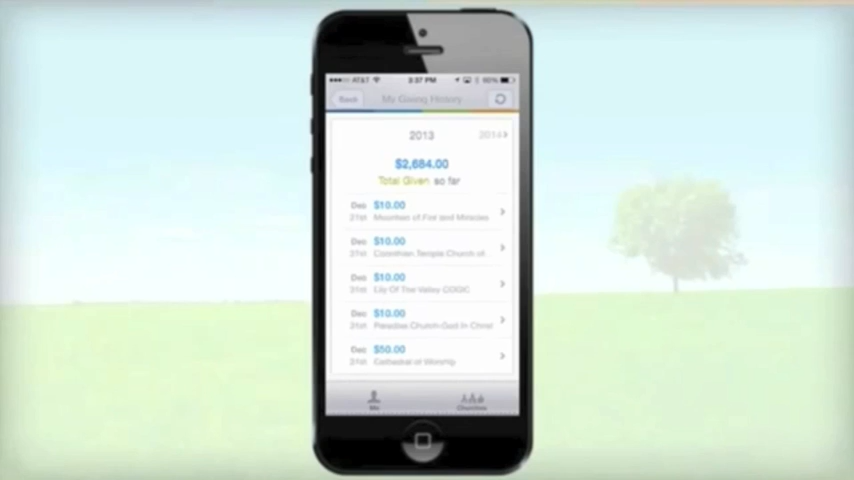 AT&T 3:37 PM
Back My Giving History
2013 2014
$2,684.00
Total Given so far
Dec $10.00
31st Mountain of Fire and Miracles
Dec $10.00
31st Corinthian Temple Church of
Dec $10.00
31st Lily Of The Valley COGIC
Dec $10.00
31st Paradise Church-God In Christ
Dec $50.00
31st Cathedral of Worship
Me Churches